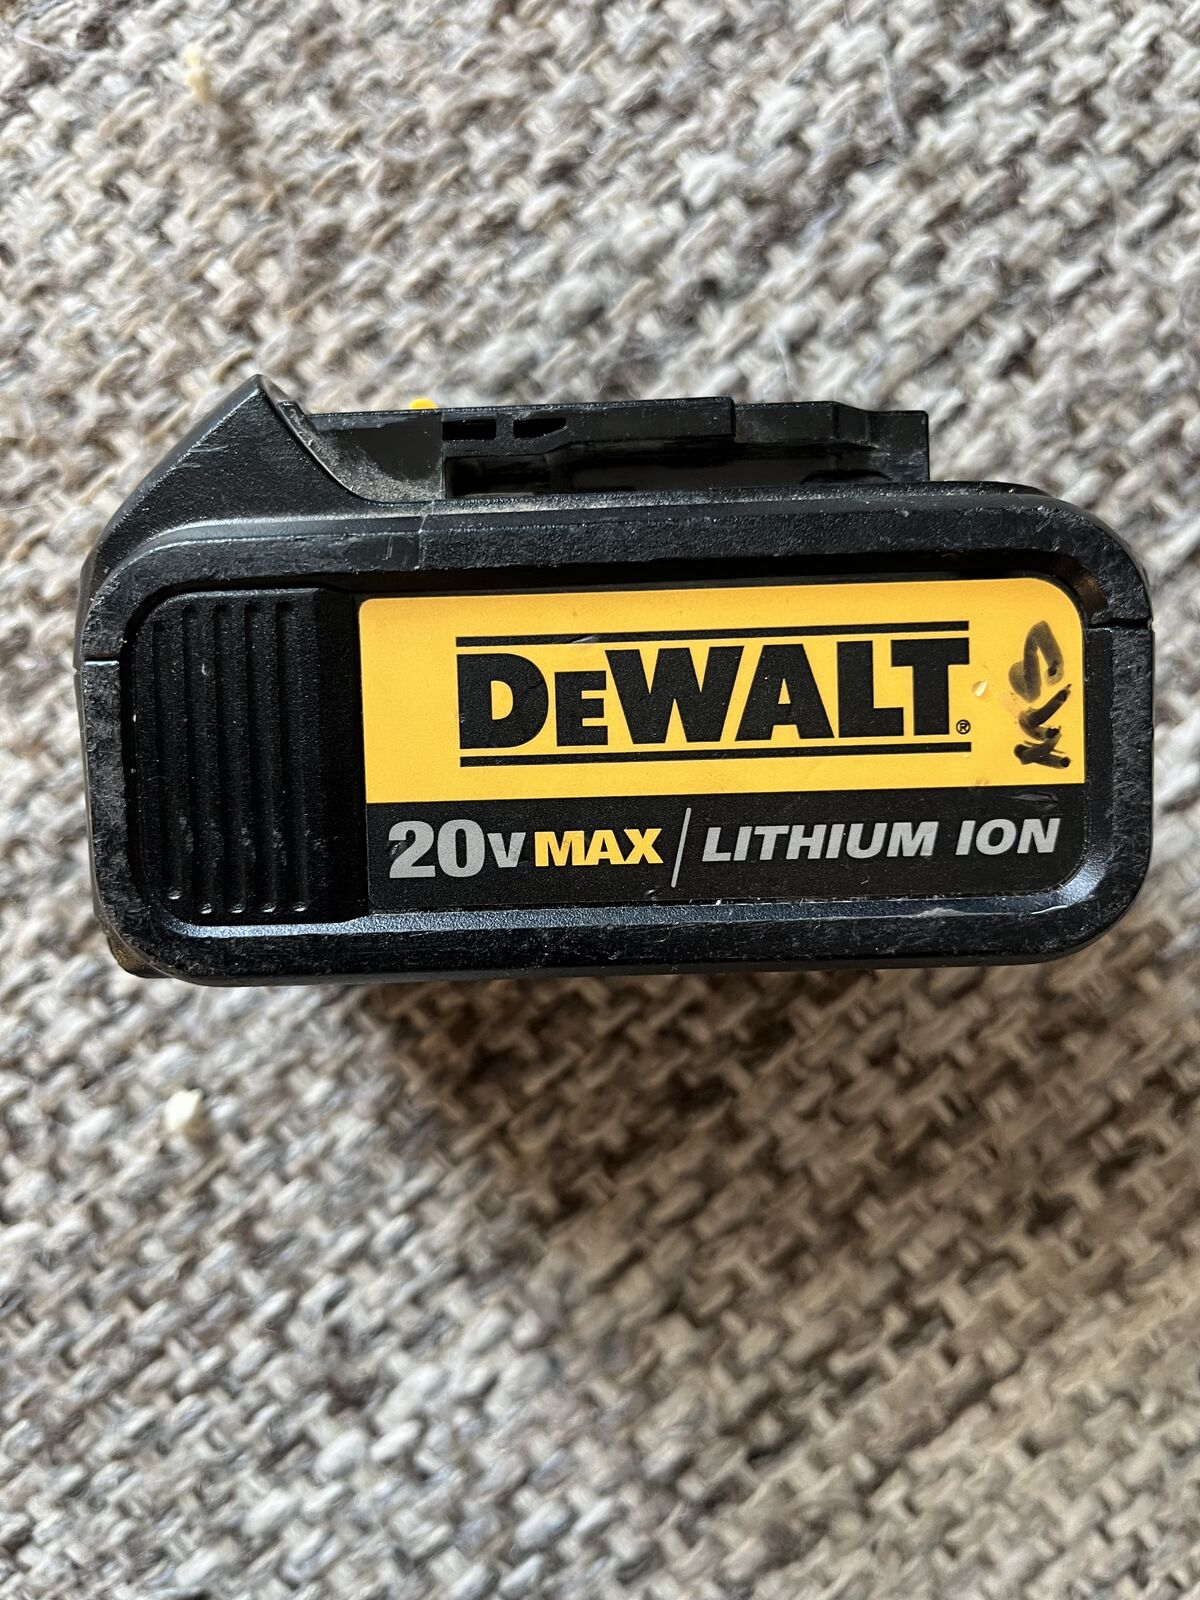 DEWALT®
20V MAX / LITHIUM ION